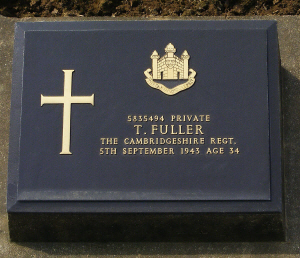 5835494 PRIVATE
T. FULLER
THE CAMBRIDGESHIRE REGT.
5TH SEPTEMBER 1943 AGE 34